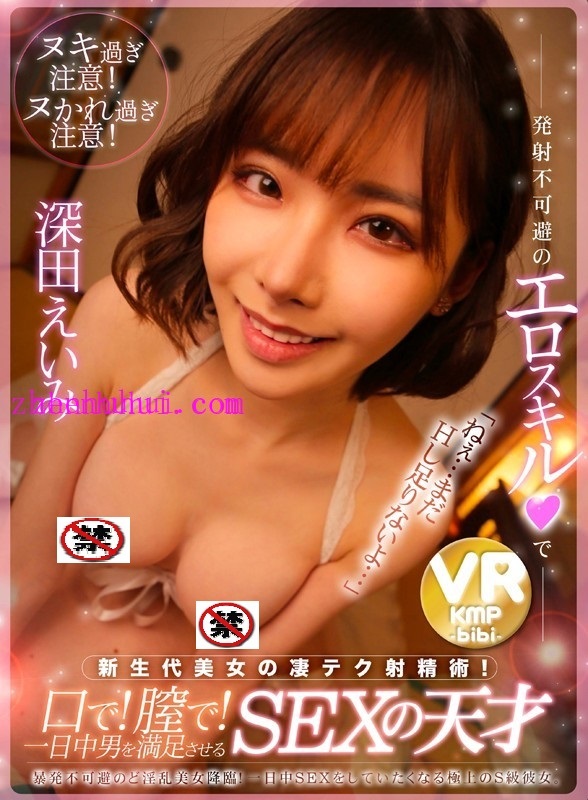 ヌキ過ぎ
注意！
ヌかれ過ぎ
注意！
発射不可避の
エロスキル♥で
深田えいみ
zhenhuhui.com
「ねぇ…まだ
Hし足りないよ…」
禁
禁
VR
KMP
-bibi-
新生代美女の凄テク射精術！
口で！膣で！
一日中男を満足させる
SEXの天才
暴発不可避のど淫乱美女降臨！一日中SEXをしていたくなる極上のS級彼女。